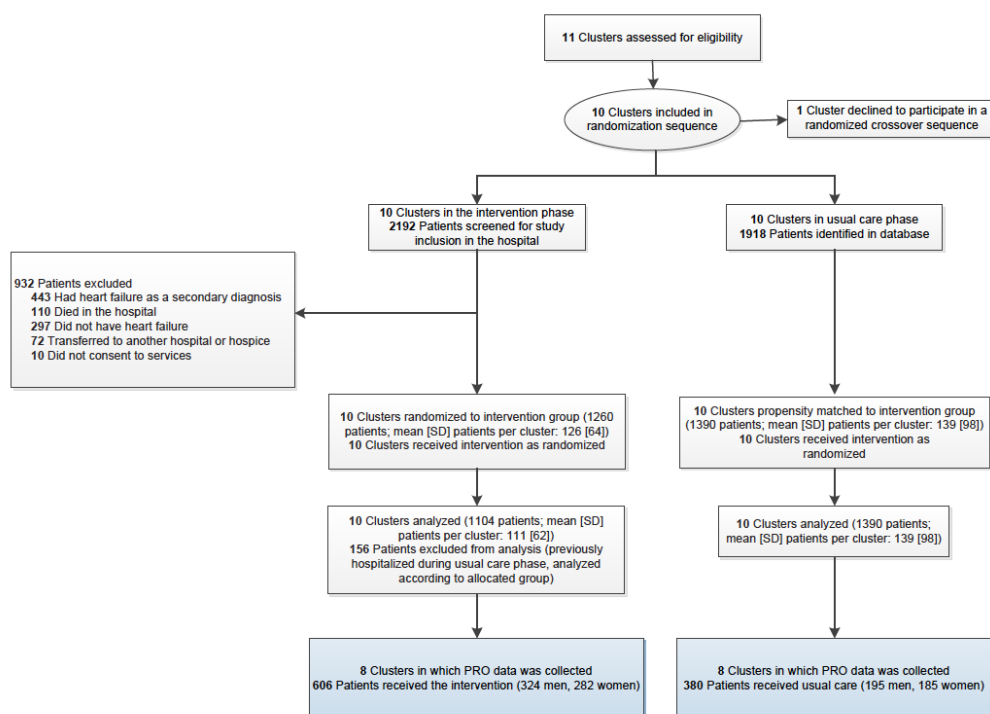 11 Clusters assessed for eligibility
10 Clusters included in
randomization sequence
1 Cluster declined to participate in a
randomized crossover sequence
10 Clusters in the intervention phase
2192 Patients screened for study
inclusion in the hospital
10 Clusters in usual care phase
1918 Patients identified in database
932 Patients excluded
443 Had heart failure as a secondary diagnosis
110 Died in the hospital
297 Did not have heart failure
72 Transferred to another hospital or hospice
10 Did not consent to services
10 Clusters randomized to intervention group (1260
patients; mean [SD] patients per cluster: 126 [64])
10 Clusters received intervention as randomized
10 Clusters propensity matched to intervention group
(1390 patients; mean [SD] patients per cluster: 139 [98])
10 Clusters received intervention as
randomized
10 Clusters analyzed (1104 patients; mean [SD]
patients per cluster: 111 [62])
156 Patients excluded from analysis (previously
hospitalized during usual care phase, analyzed
according to allocated group)
10 Clusters analyzed (1390 patients;
mean [SD] patients per cluster: 139 [98])
8 Clusters in which PRO data was collected
606 Patients received the intervention (324 men, 282 women)
8 Clusters in which PRO data was collected
380 Patients received usual care (195 men, 185 women)